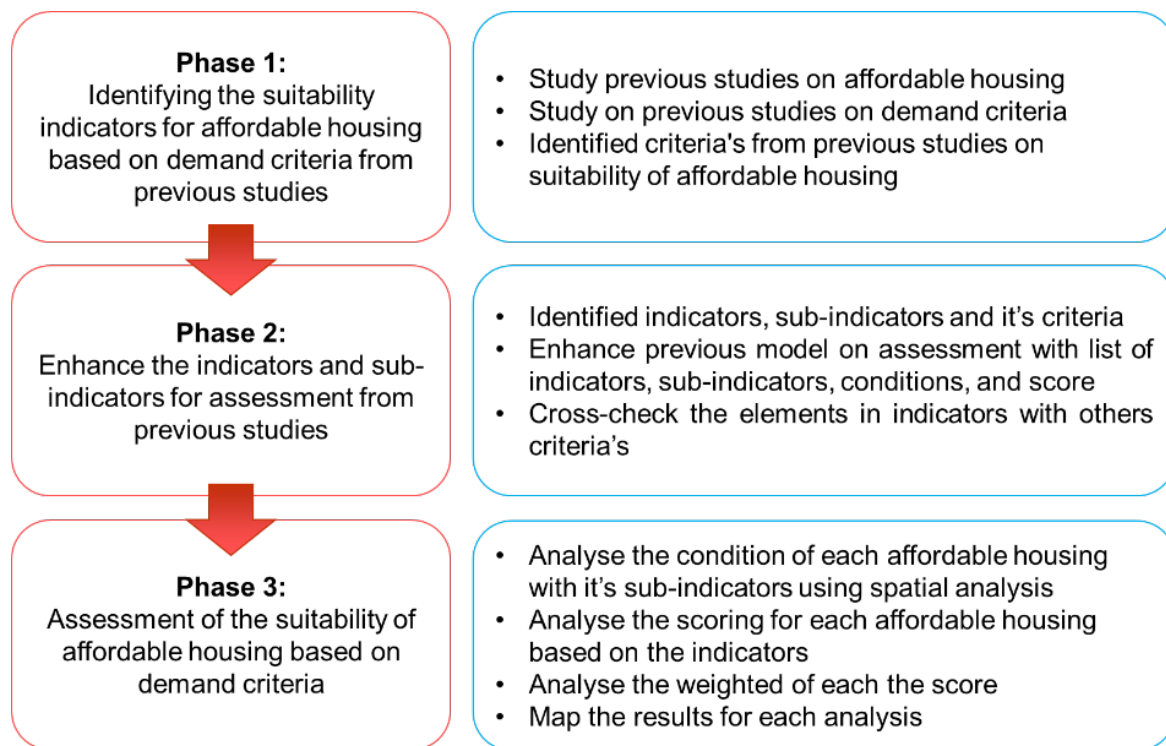 Phase 1:
Identifying the suitability
indicators for affordable housing
based on demand criteria from
previous studies
• Study previous studies on affordable housing
• Study on previous studies on demand criteria
• Identified criteria's from previous studies on
suitability of affordable housing
Phase 2:
Enhance the indicators and sub-
indicators for assessment from
previous studies
• Identified indicators, sub-indicators and it's criteria
• Enhance previous model on assessment with list of
indicators, sub-indicators, conditions, and score
• Cross-check the elements in indicators with others
criteria's
Phase 3:
Assessment of the suitability of
affordable housing based on
demand criteria
• Analyse the condition of each affordable housing
with it's sub-indicators using spatial analysis
• Analyse the scoring for each affordable housing
based on the indicators
• Analyse the weighted of each the score
• Map the results for each analysis